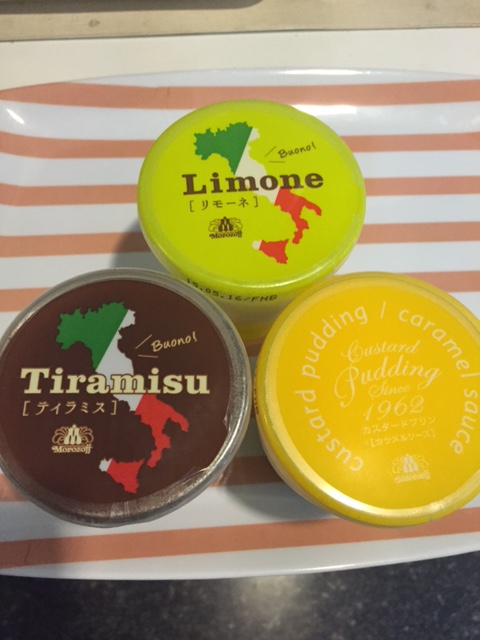 Buono!
Limone
[リモーネ]
Morozoff
15.05.16/FHB
Buono!
Tiramisu
[ティラミス]
Morozoff
custard pudding / caramel sauce
Custard
Pudding
Since
1962
カスタードプリン
[カラメルソース]
Morozoff